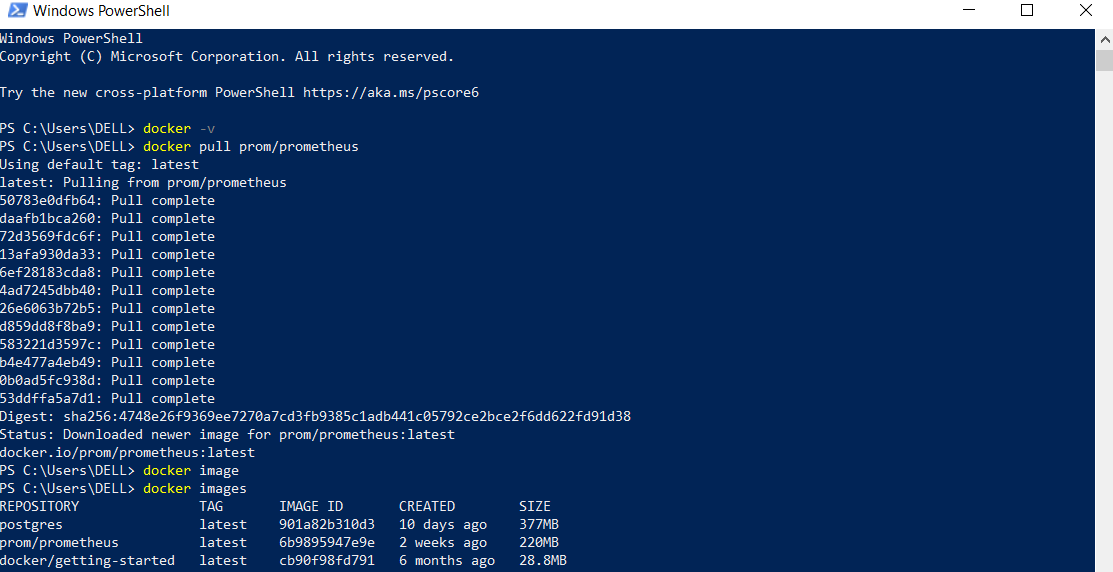 Windows PowerShell
Windows PowerShell
Copyright (C) Microsoft Corporation. All rights reserved.
Try the new cross-platform PowerShell https://aka.ms/pscore6
PS C:\Users\DELL> docker -v
PS C:\Users\DELL> docker pull prom/prometheus
Using default tag: latest
latest: Pulling from prom/prometheus
50783e0dfb64: Pull complete
daafb1bca260: Pull complete
72d3569fdc6f: Pull complete
13afa930da33: Pull complete
6ef28183cda8: Pull complete
4ad7245dbb40: Pull complete
26e6063b72b5: Pull complete
d859dd8f8ba9: Pull complete
583221d3597c: Pull complete
b4e477a4eb49: Pull complete
0b0ad5fc938d: Pull complete
53ddffa5a7d1: Pull complete
Digest: sha256:4748e26f9369ee7270a7cd3fb9385c1adb441c05792ce2bce2f6dd622fd91d38
Status: Downloaded newer image for prom/prometheus:latest
docker.io/prom/prometheus:latest
PS C:\Users\DELL> docker image
PS C:\Users\DELL> docker images
REPOSITORY TAG IMAGE ID CREATED SIZE
postgres latest 901a82b310d3 10 days ago 377MB
prom/prometheus latest 6b9895947e9e 2 weeks ago 220MB
docker/getting-started latest cb90f98fd791 6 months ago 28.8MB